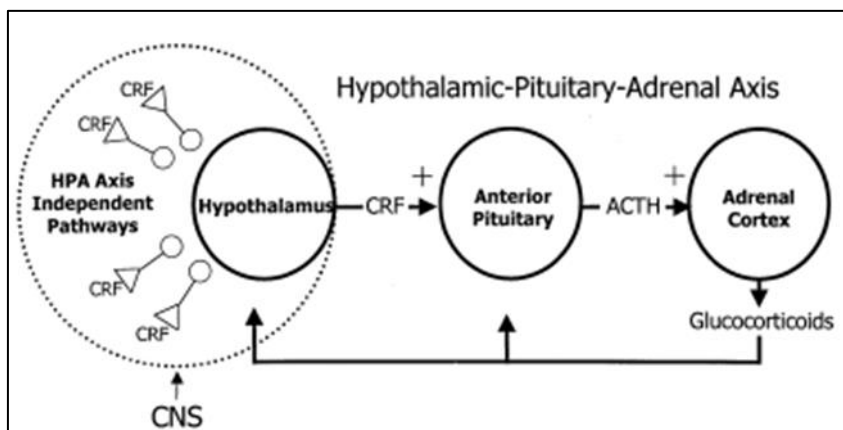 Hypothalamic-Pituitary-Adrenal Axis
CRF
CRF
HPA Axis
Independent
Pathways
CRF
CRF
Hypothalamus
CRF
+
Anterior
Pituitary
ACTH
+
Adrenal
Cortex
Glucocorticoids
CNS